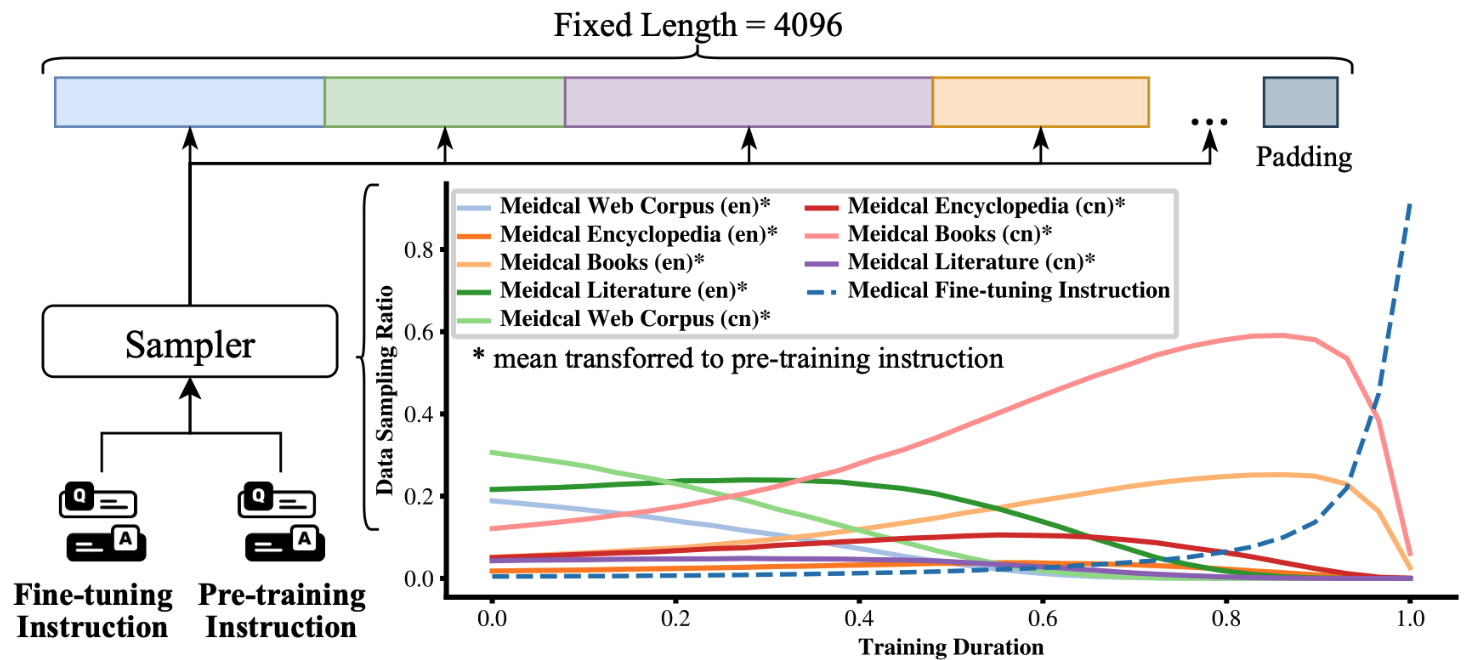 Fixed Length = 4096
...
Padding
Meidcal Web Corpus (en)*
Meidcal Encyclopedia (en)*
Meidcal Books (en)*
Meidcal Literature (en)*
Meidcal Web Corpus (cn)*
Meidcal Encyclopedia (cn)*
Meidcal Books (cn)*
Meidcal Literature (cn)*
Medical Fine-tuning Instruction
* mean transferred to pre-training instruction
Sampler
Q
A
Q
A
Fine-tuning
Instruction
Pre-training
Instruction
Data Sampling Ratio
0.8
0.6
0.4
0.2
0.0
0.0 0.2 0.4 0.6 0.8 1.0
Training Duration